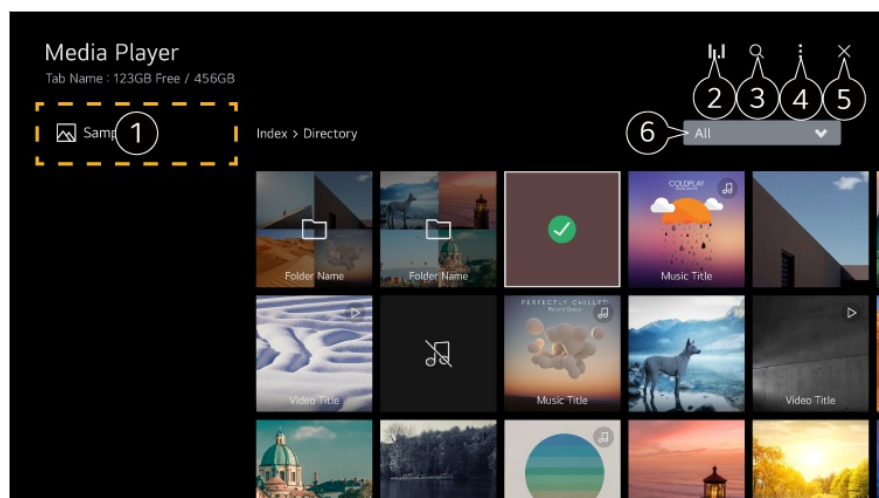 Media Player
Tab Name : 123GB Free / 456GB
2
3
4
5
1
Index > Directory
6
All
Folder Name
Folder Name
COLDPLAY
Music Title
Video Title
PERFECTLY CHILLED
Music Title
Video Title